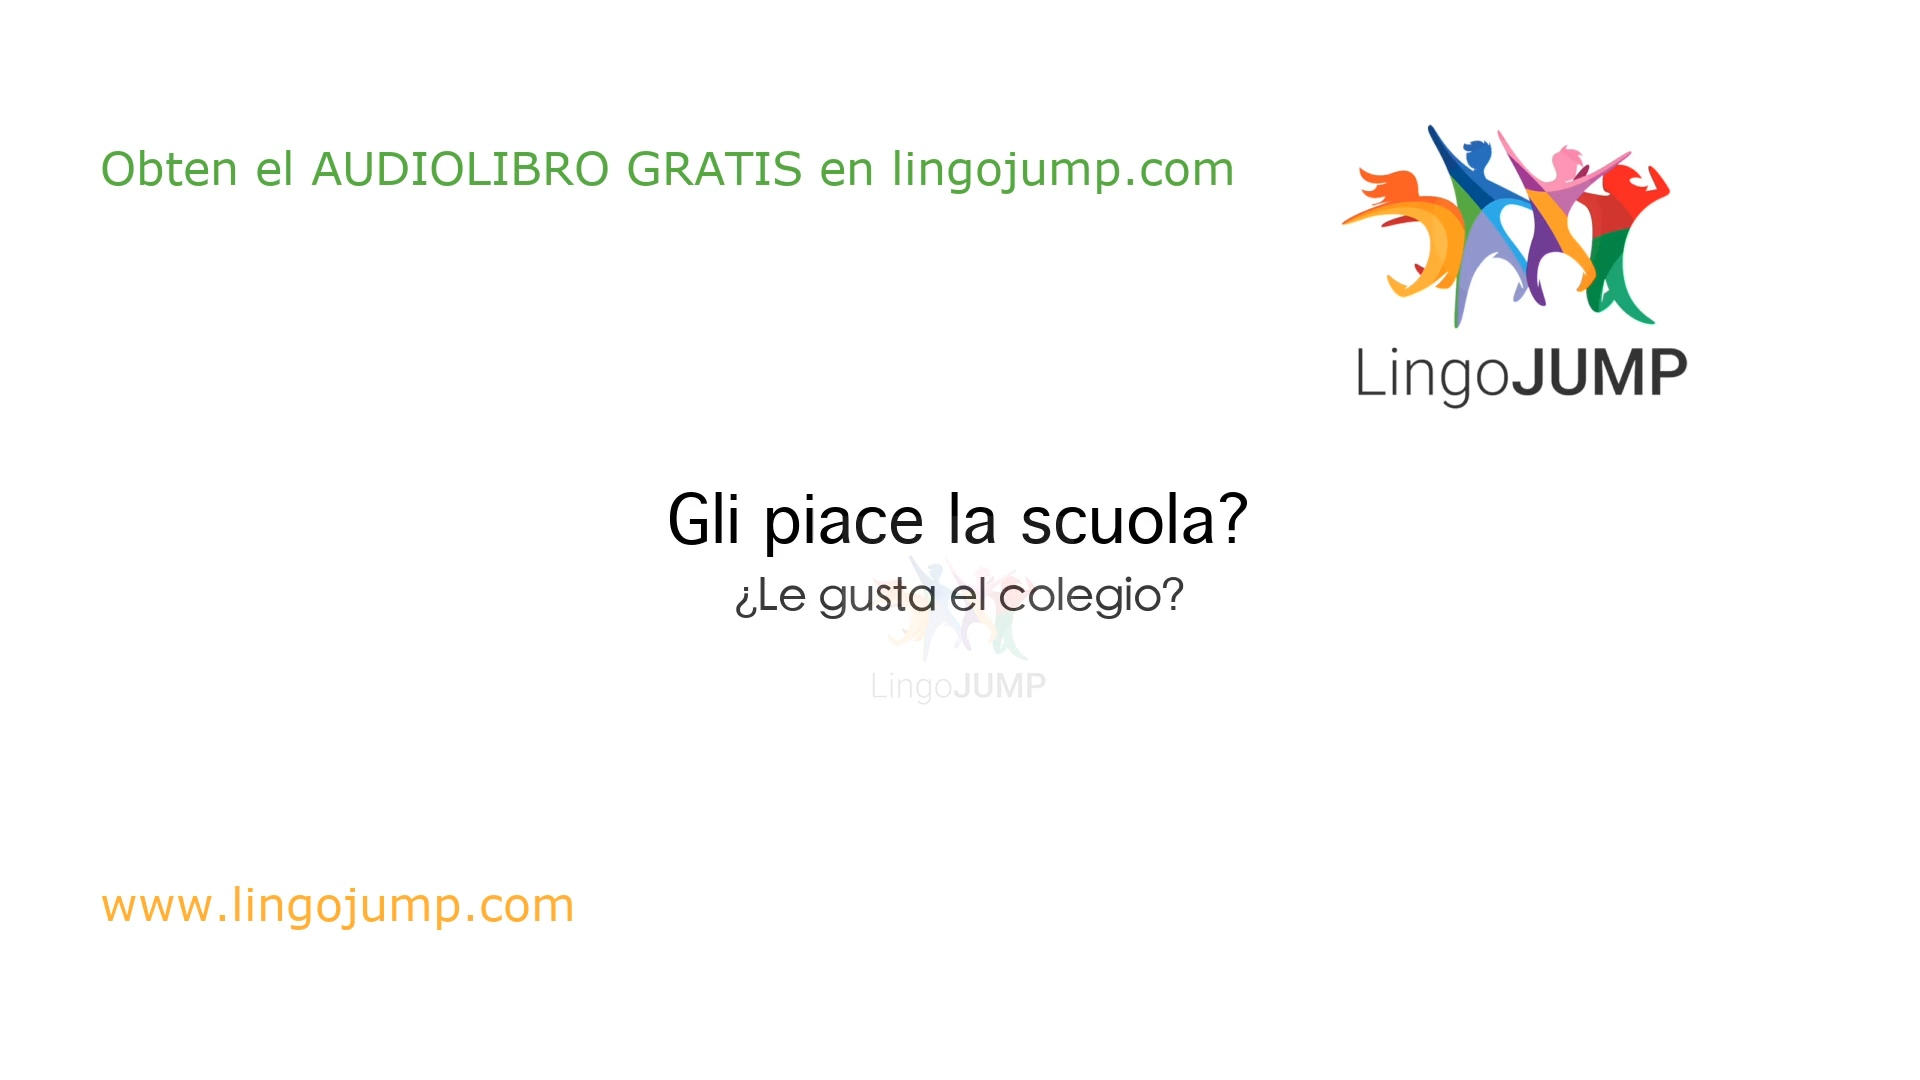 Obten el AUDIOLIBRO GRATIS en lingojump.com
LingoJUMP
Gli piace la scuola?
¿Le gusta el colegio?
LingoJUMP
www.lingojump.com